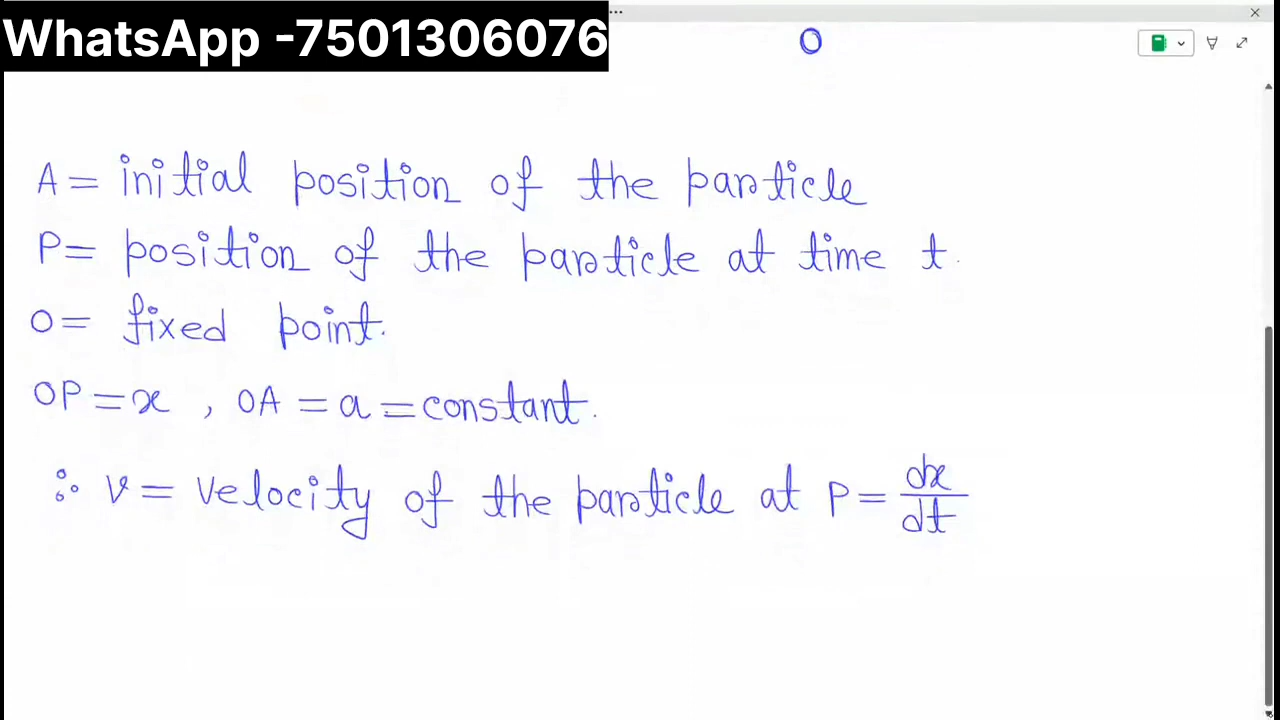 WhatsApp -7501306076
O
A = initial position of the particle
P = position of the particle at time t.
O = fixed point.
OP = x , OA = a = constant.
∴ v = velocity of the particle at P = dx/dt